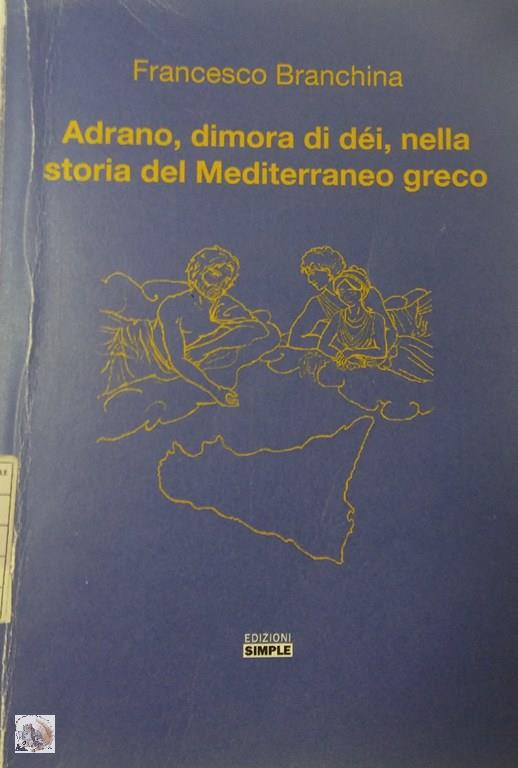 Francesco Branchina
Adrano, dimora di déi, nella
storia del Mediterraneo greco
EDIZIONI
SIMPLE